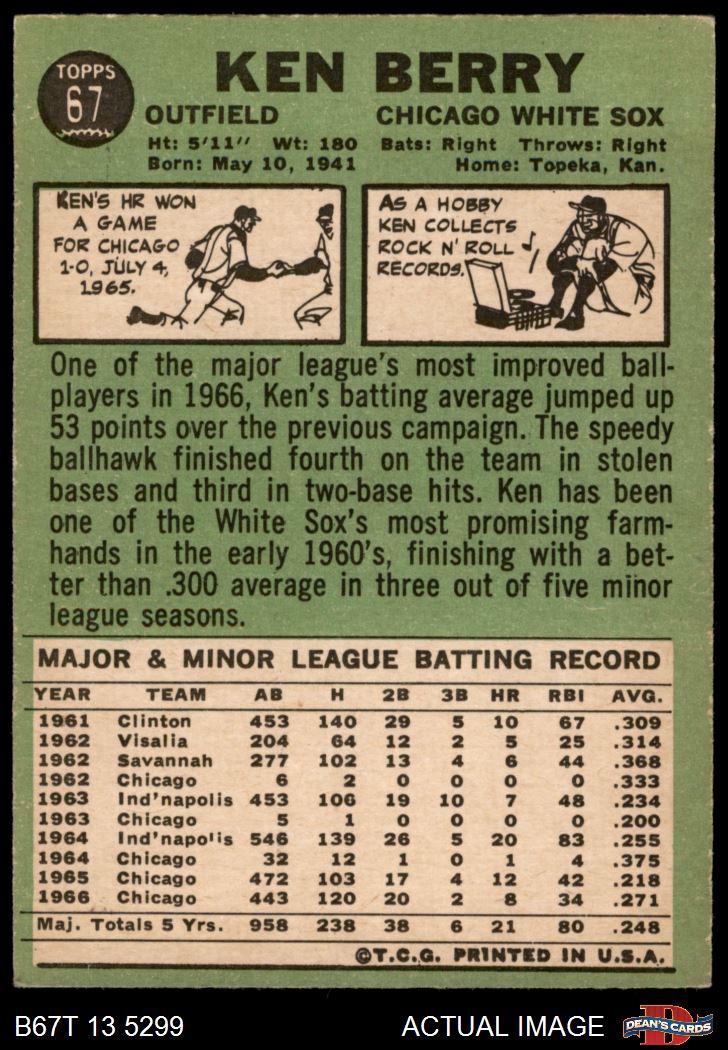 TOPPS
67
KEN BERRY
OUTFIELD CHICAGO WHITE SOX
Ht: 5'11" Wt: 180 Bats: Right Throws: Right
Born: May 10, 1941 Home: Topeka, Kan.
KEN'S HR WON
A GAME
FOR CHICAGO
1-0, JULY 4,
1965.
AS A HOBBY
KEN COLLECTS
ROCK N' ROLL
RECORDS.
One of the major league's most improved ball-
players in 1966, Ken's batting average jumped up
53 points over the previous campaign. The speedy
ballhawk finished fourth on the team in stolen
bases and third in two-base hits. Ken has been
one of the White Sox's most promising farm-
hands in the early 1960's, finishing with a bet-
ter than .300 average in three out of five minor
league seasons.
MAJOR & MINOR LEAGUE BATTING RECORD
YEAR TEAM AB H 2B 3B HR RBI AVG.
1961 Clinton 453 140 29 5 10 67 .309
1962 Visalia 204 64 12 2 5 25 .314
1962 Savannah 277 102 13 4 6 44 .368
1962 Chicago 6 2 0 0 0 0 .333
1963 Ind'napolis 453 106 19 10 7 48 .234
1963 Chicago 5 1 0 0 0 0 .200
1964 Ind'napolis 546 139 26 5 20 83 .255
1964 Chicago 32 12 1 0 1 4 .375
1965 Chicago 472 103 17 4 12 42 .218
1966 Chicago 443 120 20 2 8 34 .271
Maj. Totals 5 Yrs. 958 238 38 6 21 80 .248
©T.C.G. PRINTED IN U.S.A.
B67T 13 5299 ACTUAL IMAGE
D
DEAN'S CARDS